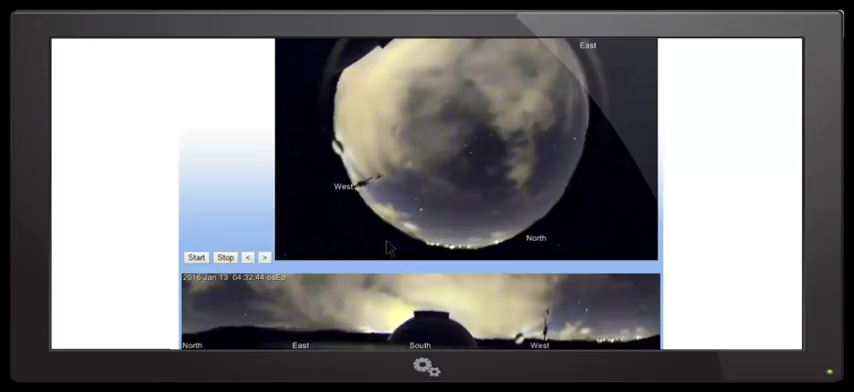 East
West
North
Start Stop < >
2016 Jan 13 04:32:44
North East South West